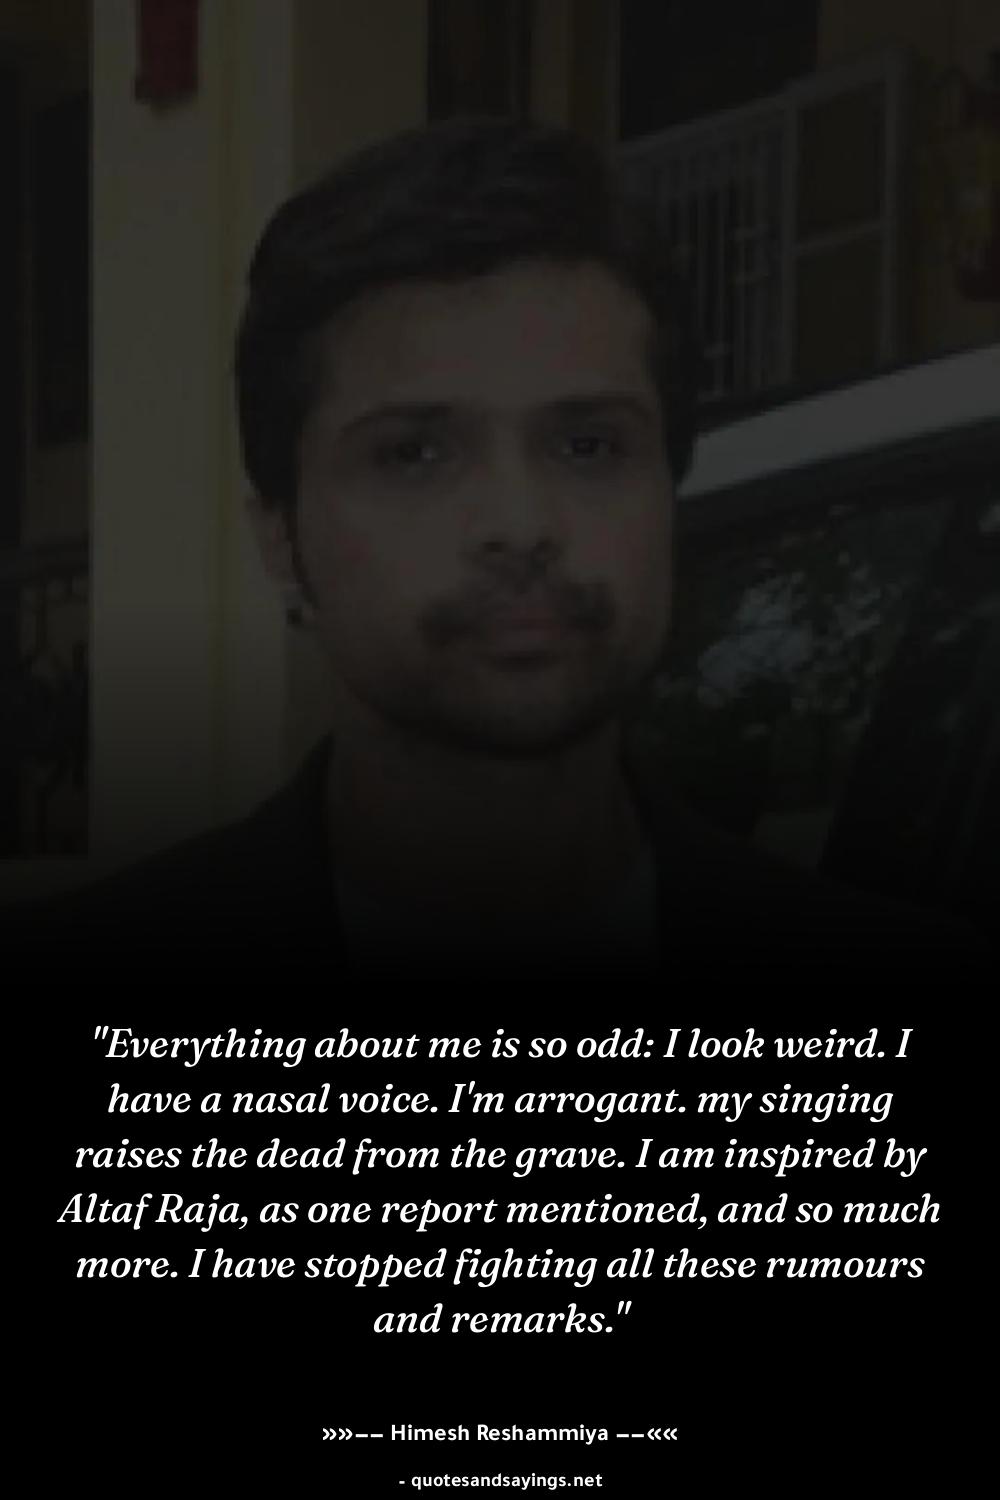 "Everything about me is so odd: I look weird. I
have a nasal voice. I'm arrogant. my singing
raises the dead from the grave. I am inspired by
Altaf Raja, as one report mentioned, and so much
more. I have stopped fighting all these rumours
and remarks."
»»–– Himesh Reshammiya ––««
- quotesandsayings.net